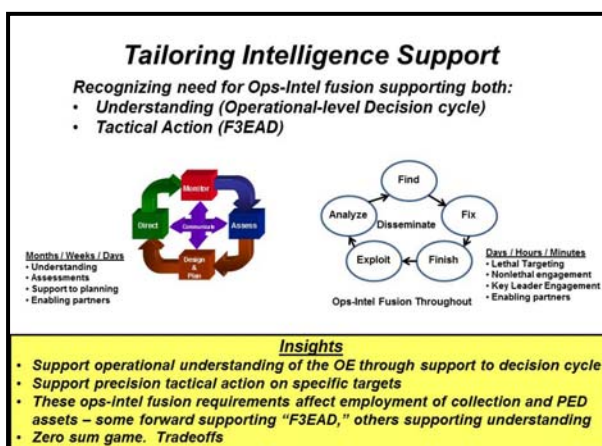 Tailoring Intelligence Support
Recognizing need for Ops-Intel fusion supporting both:
• Understanding (Operational-level Decision cycle)
• Tactical Action (F3EAD)
Monitor
Direct
Communicate
Assess
Design
&
Plan
Months / Weeks / Days
• Understanding
• Assessments
• Support to planning
• Enabling partners
Find
Analyze
Disseminate
Fix
Exploit
Finish
Ops-Intel Fusion Throughout
Days / Hours / Minutes
• Lethal Targeting
• Nonlethal engagement
• Key Leader Engagement
• Enabling partners
Insights
• Support operational understanding of the OE through support to decision cycle
• Support precision tactical action on specific targets
• These ops-intel fusion requirements affect employment of collection and PED
assets – some forward supporting “F3EAD,” others supporting understanding
• Zero sum game. Tradeoffs